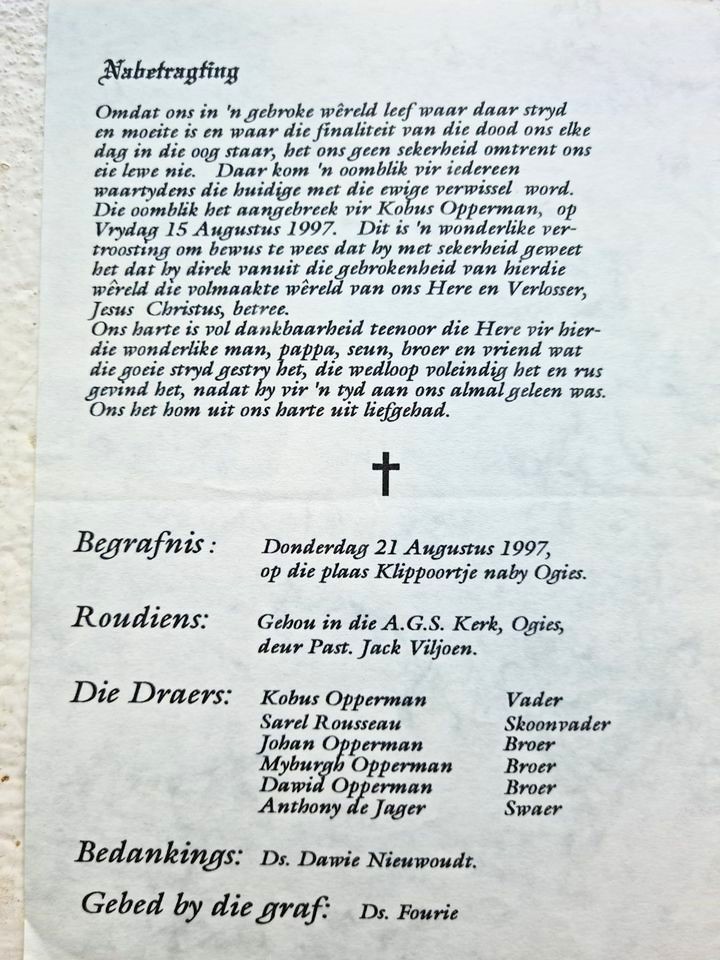 Nabetragting
Omdat ons in 'n gebroke wêreld leef waar daar stryd
en moeite is en waar die finaliteit van die dood ons elke
dag in die oog staar, het ons geen sekerheid omtrent ons
eie lewe nie. Daar kom 'n oomblik vir iedereen
waartydens die huidige met die ewige verwissel word.
Die oomblik het aangebreek vir Kobus Opperman, op
Vrydag 15 Augustus 1997. Dit is 'n wonderlike ver-
troosting om bewus te wees dat hy met sekerheid geweet
het dat hy direk vanuit die gebrokenheid van hierdie
wêreld die volmaakte wêreld van ons Here en Verlosser,
Jesus Christus, betree.
Ons harte is vol dankbaarheid teenoor die Here vir hier-
die wonderlike man, pappa, seun, broer en vriend wat
die goeie stryd gestry het, die wedloop voleindig het en rus
gevind het, nadat hy vir 'n tyd aan ons almal geleen was.
Ons het hom uit ons harte uit liefgehad.
Begrafnis : Donderdag 21 Augustus 1997,
op die plaas Klippoortje naby Ogies.
Roudiens: Gehou in die A.G.S. Kerk, Ogies,
deur Past. Jack Viljoen.
Die Draers: Kobus Opperman Vader
Sarel Rousseau Skoonvader
Johan Opperman Broer
Myburgh Opperman Broer
Dawid Opperman Broer
Anthony de Jager Swaer
Bedankings: Ds. Dawie Nieuwoudt.
Gebed by die graf: Ds. Fourie